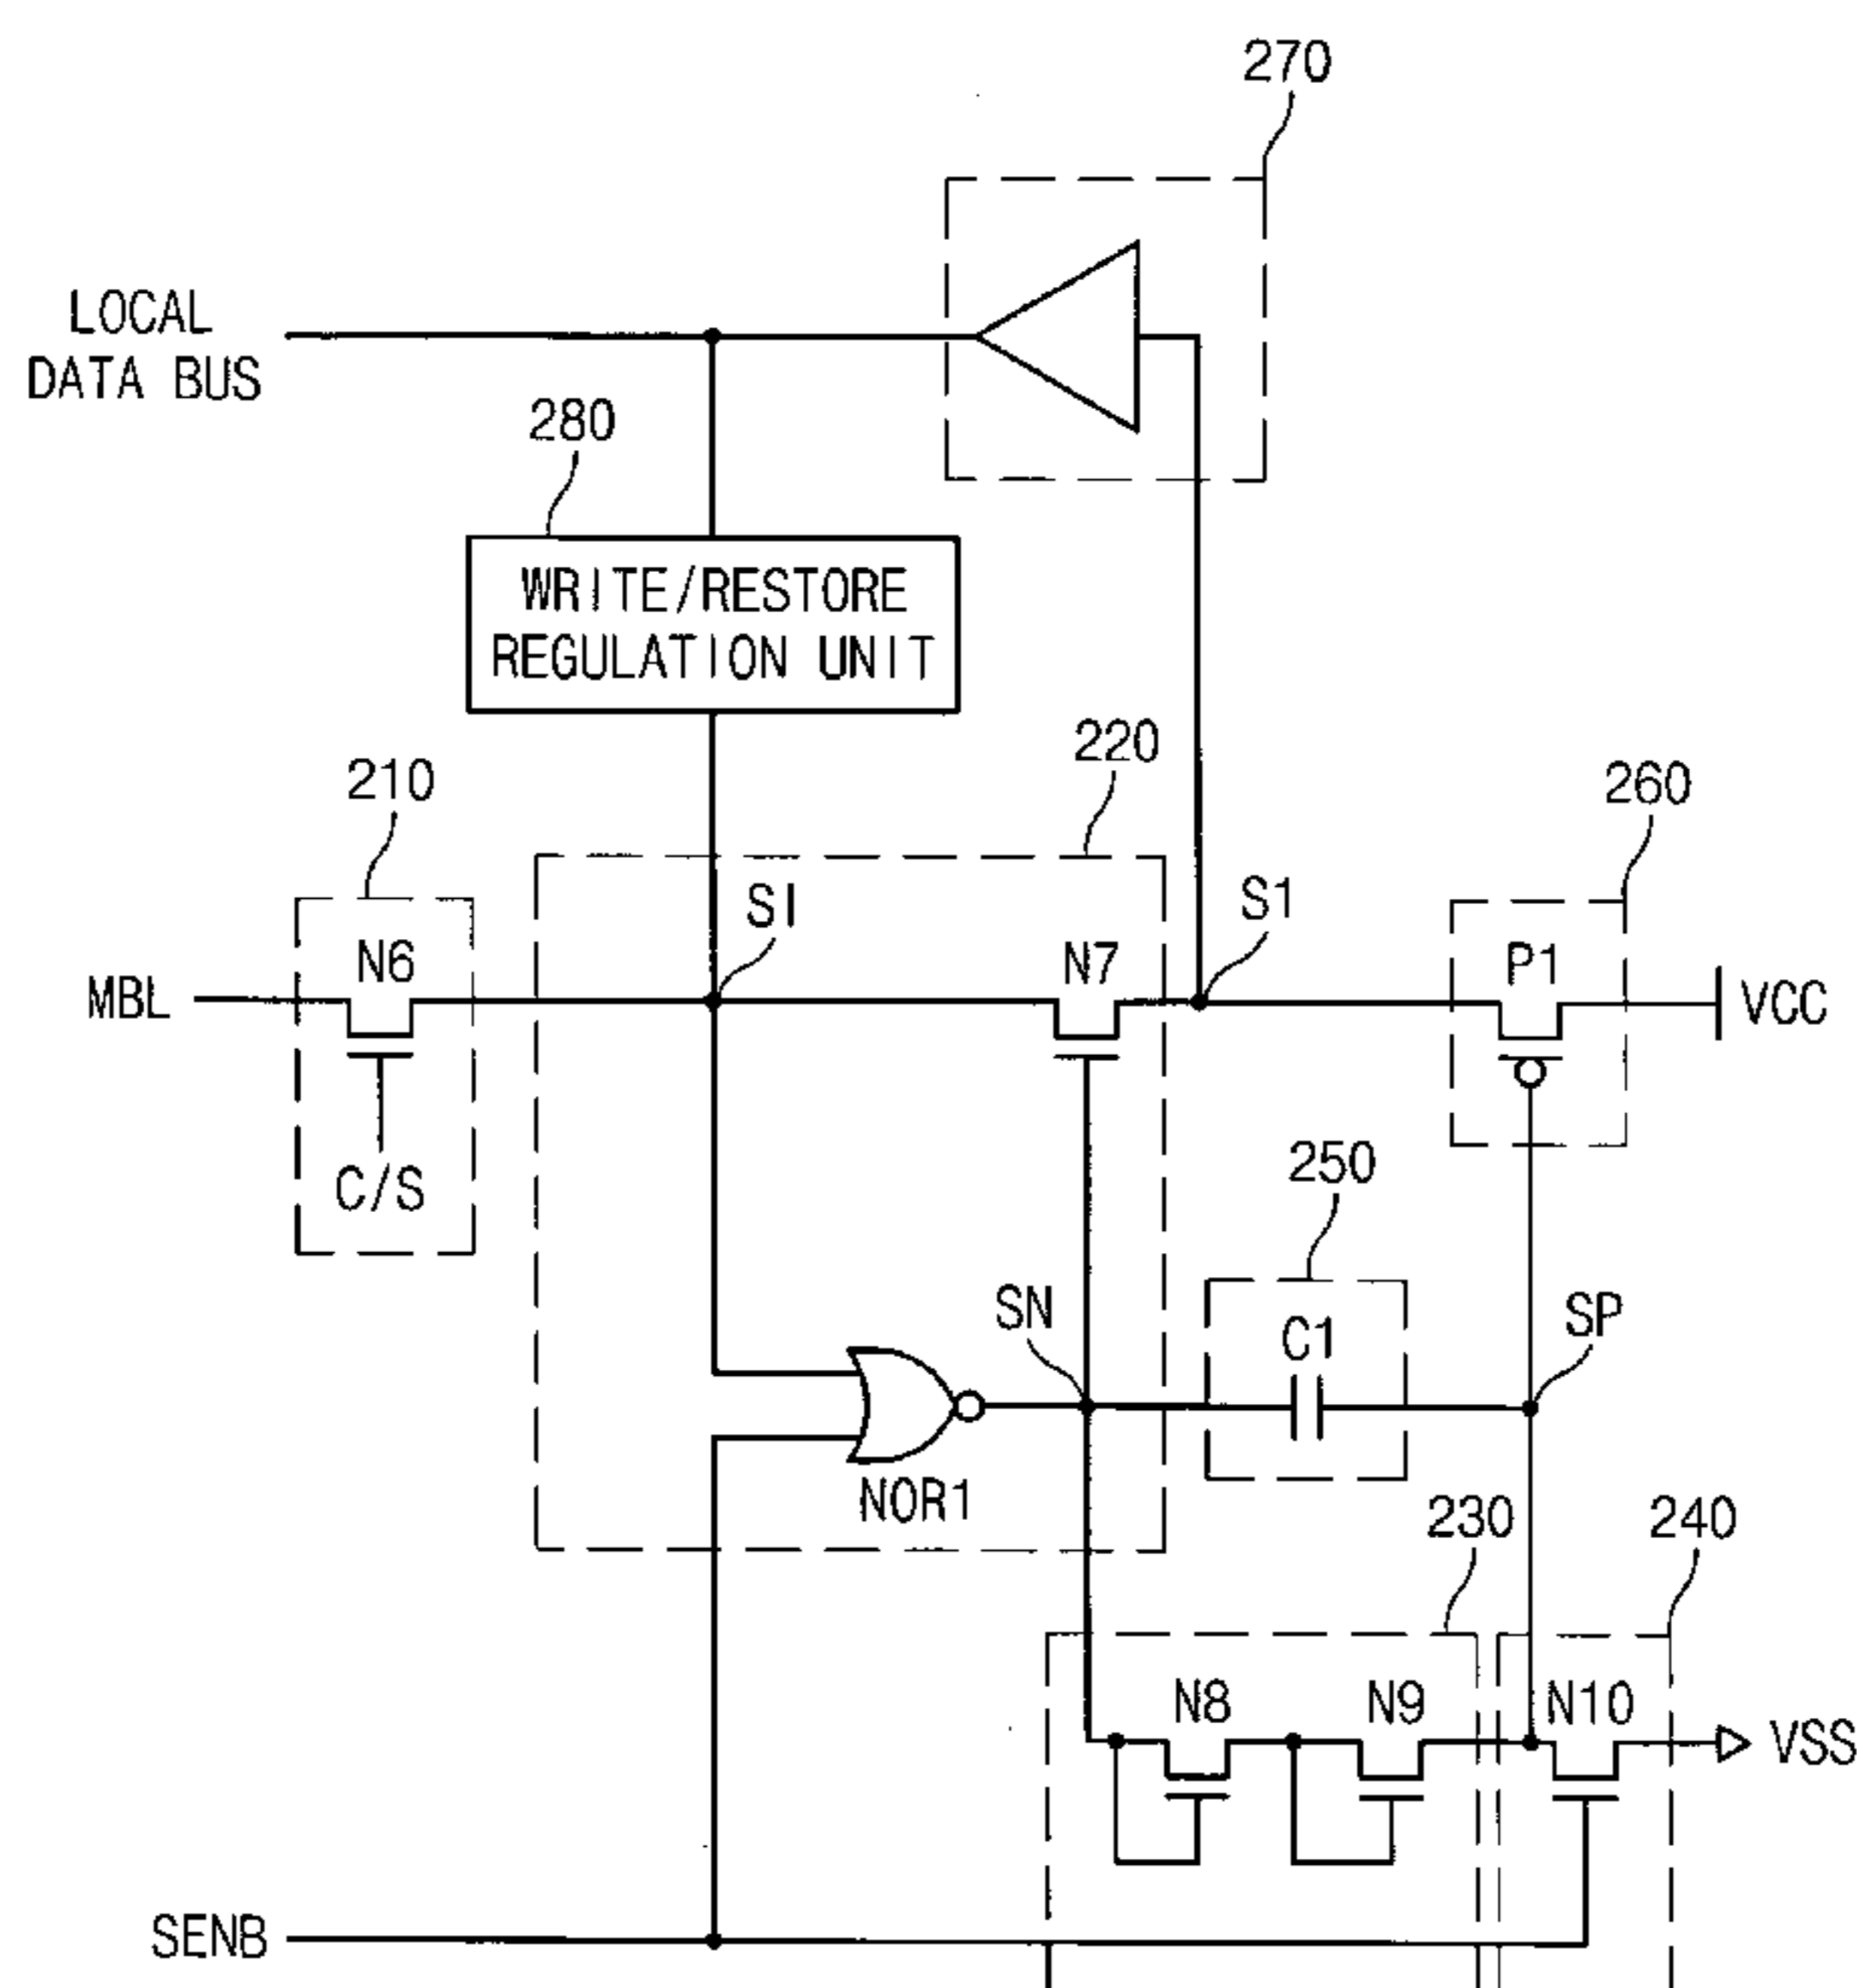 270
LOCAL
DATA BUS
280
WRITE/RESTORE
REGULATION UNIT
220
210
260
SI
S1
N6
N7
P1
MBL
VCC
C/S
250
SN
C1
SP
NOR1
230
240
N8
N9
N10
VSS
SENB